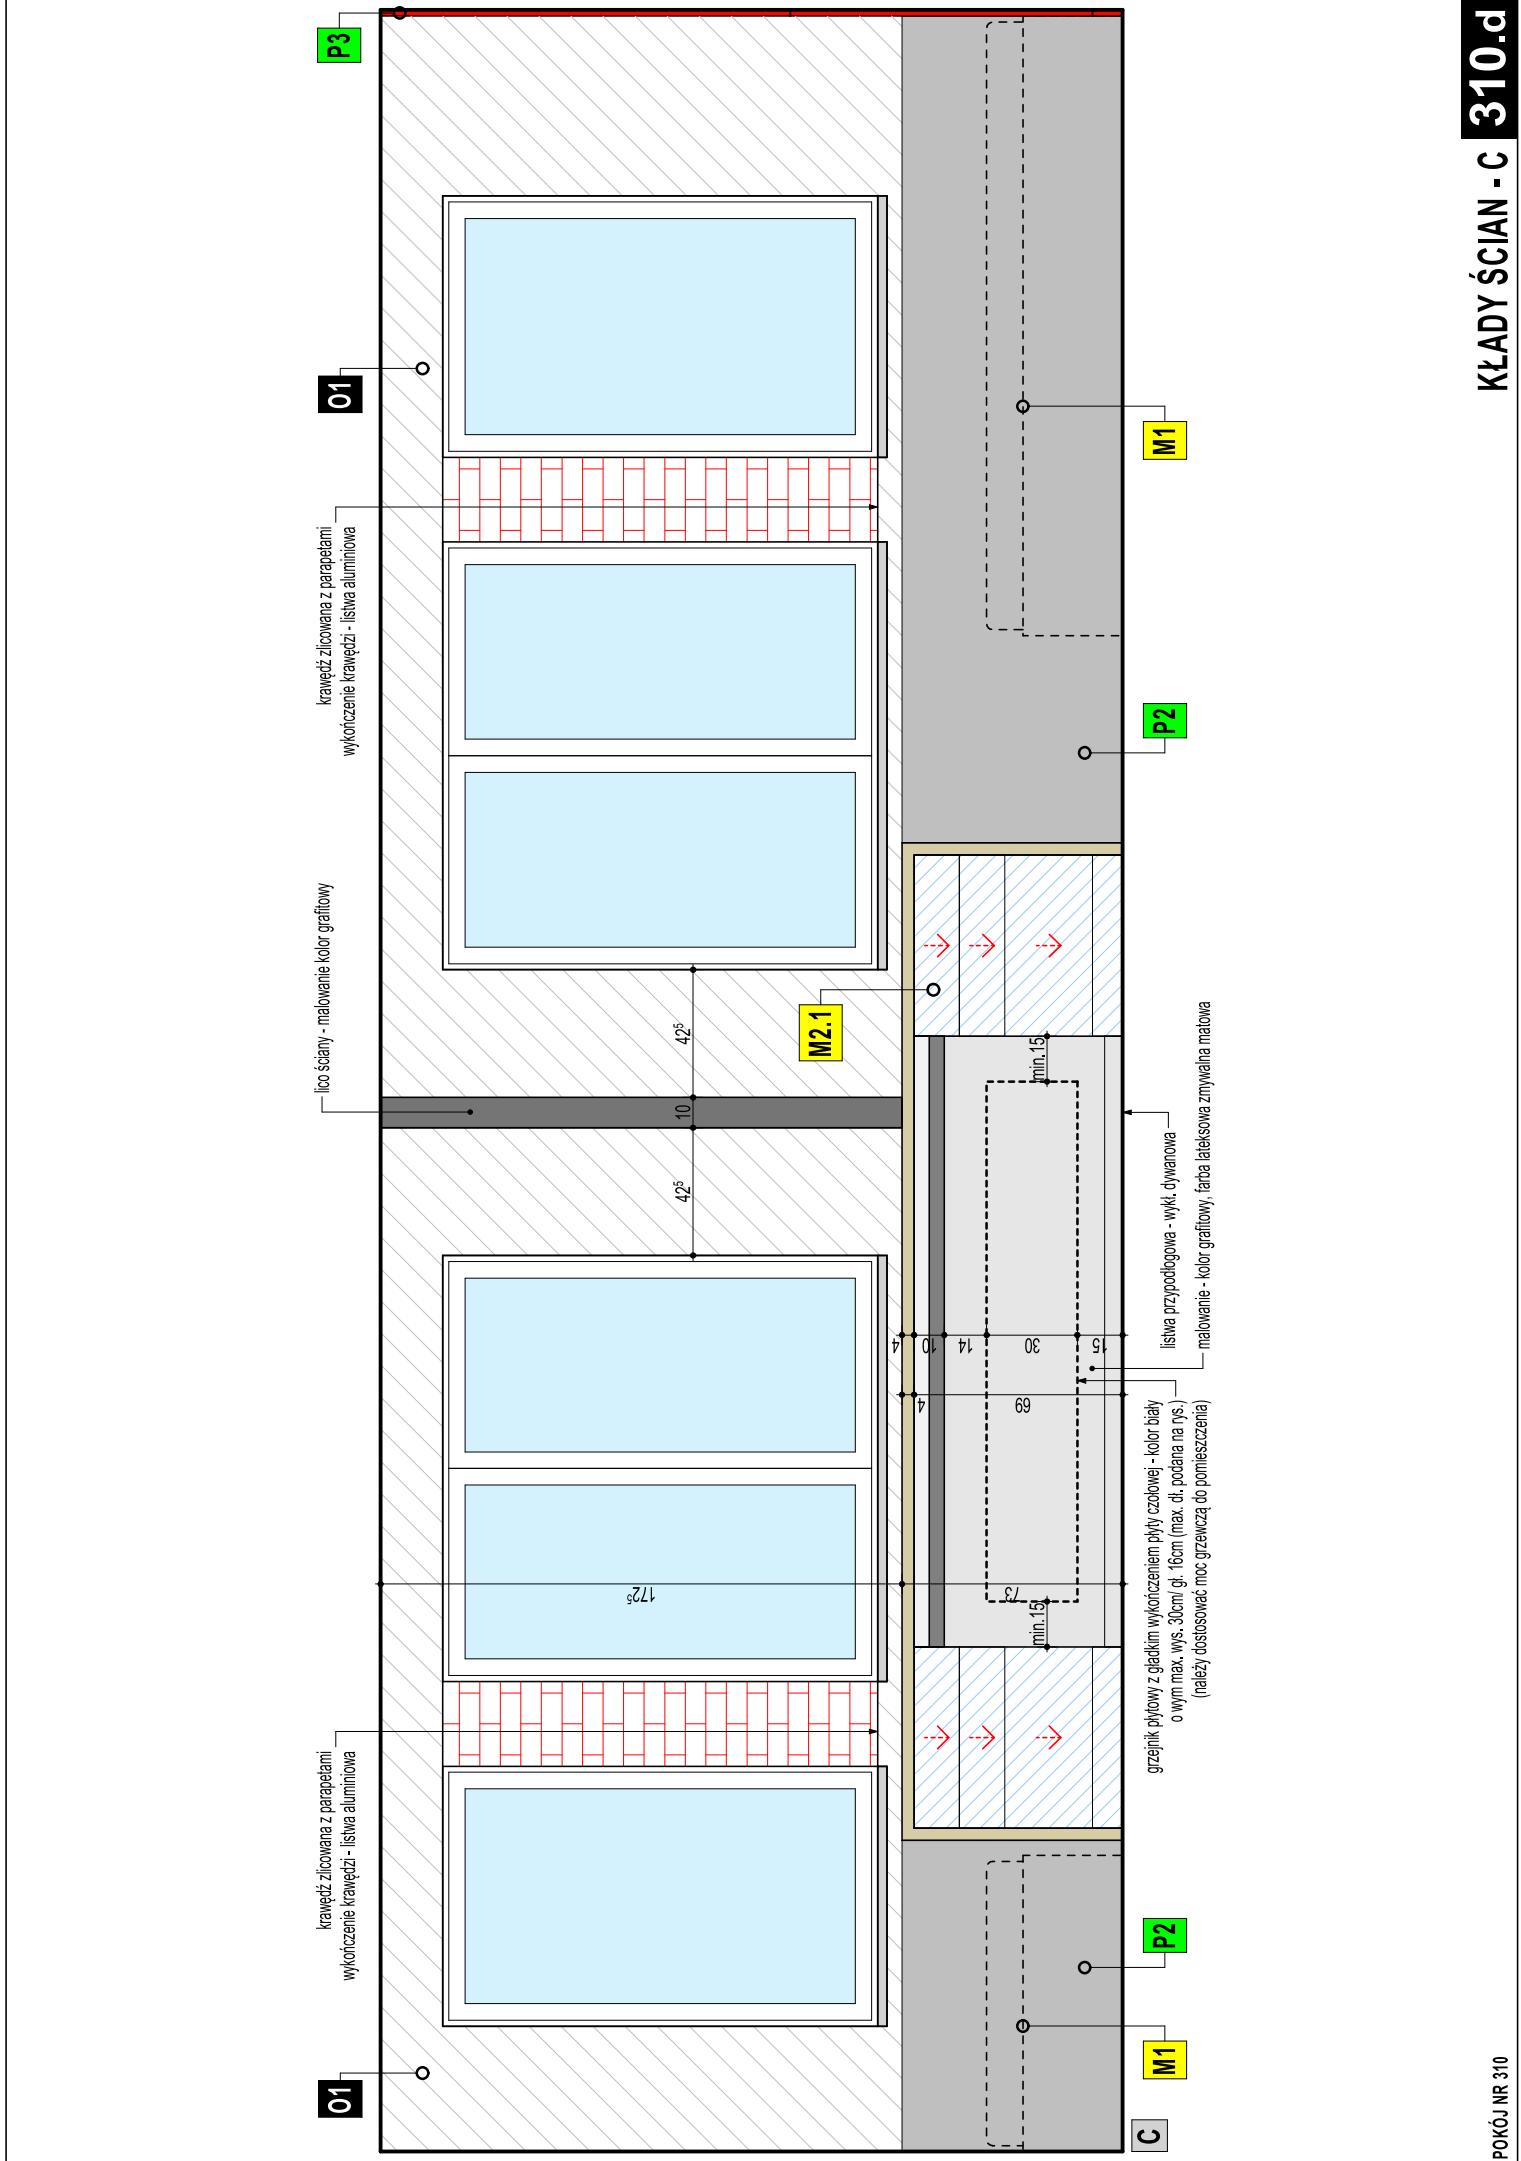 krawędź zlicowana z parapetami
wykończenie krawędzi - listwa aluminiowa
lico ściany - malowanie kolor grafitowy
krawędź zlicowana z parapetami
wykończenie krawędzi - listwa aluminiowa
O1
O1
P3
42⁵
10
42⁵
172⁵
73
M2.1
4
10
14
30
15
4
69
min.15
min.15
C
M1
P2
grzejnik płytowy z gładkim wykończeniem płyty czołowej - kolor biały
o wym max. wys. 30cm/ gł. 16cm (max. dł. podana na rys.)
(należy dostosować moc grzewczą do pomieszczenia)
listwa przypodłogowa - wykł. dywanowa
malowanie - kolor grafitowy, farba lateksowa zmywalna matowa
P2
M1
POKÓJ NR 310
KŁADY ŚCIAN - C 310.d